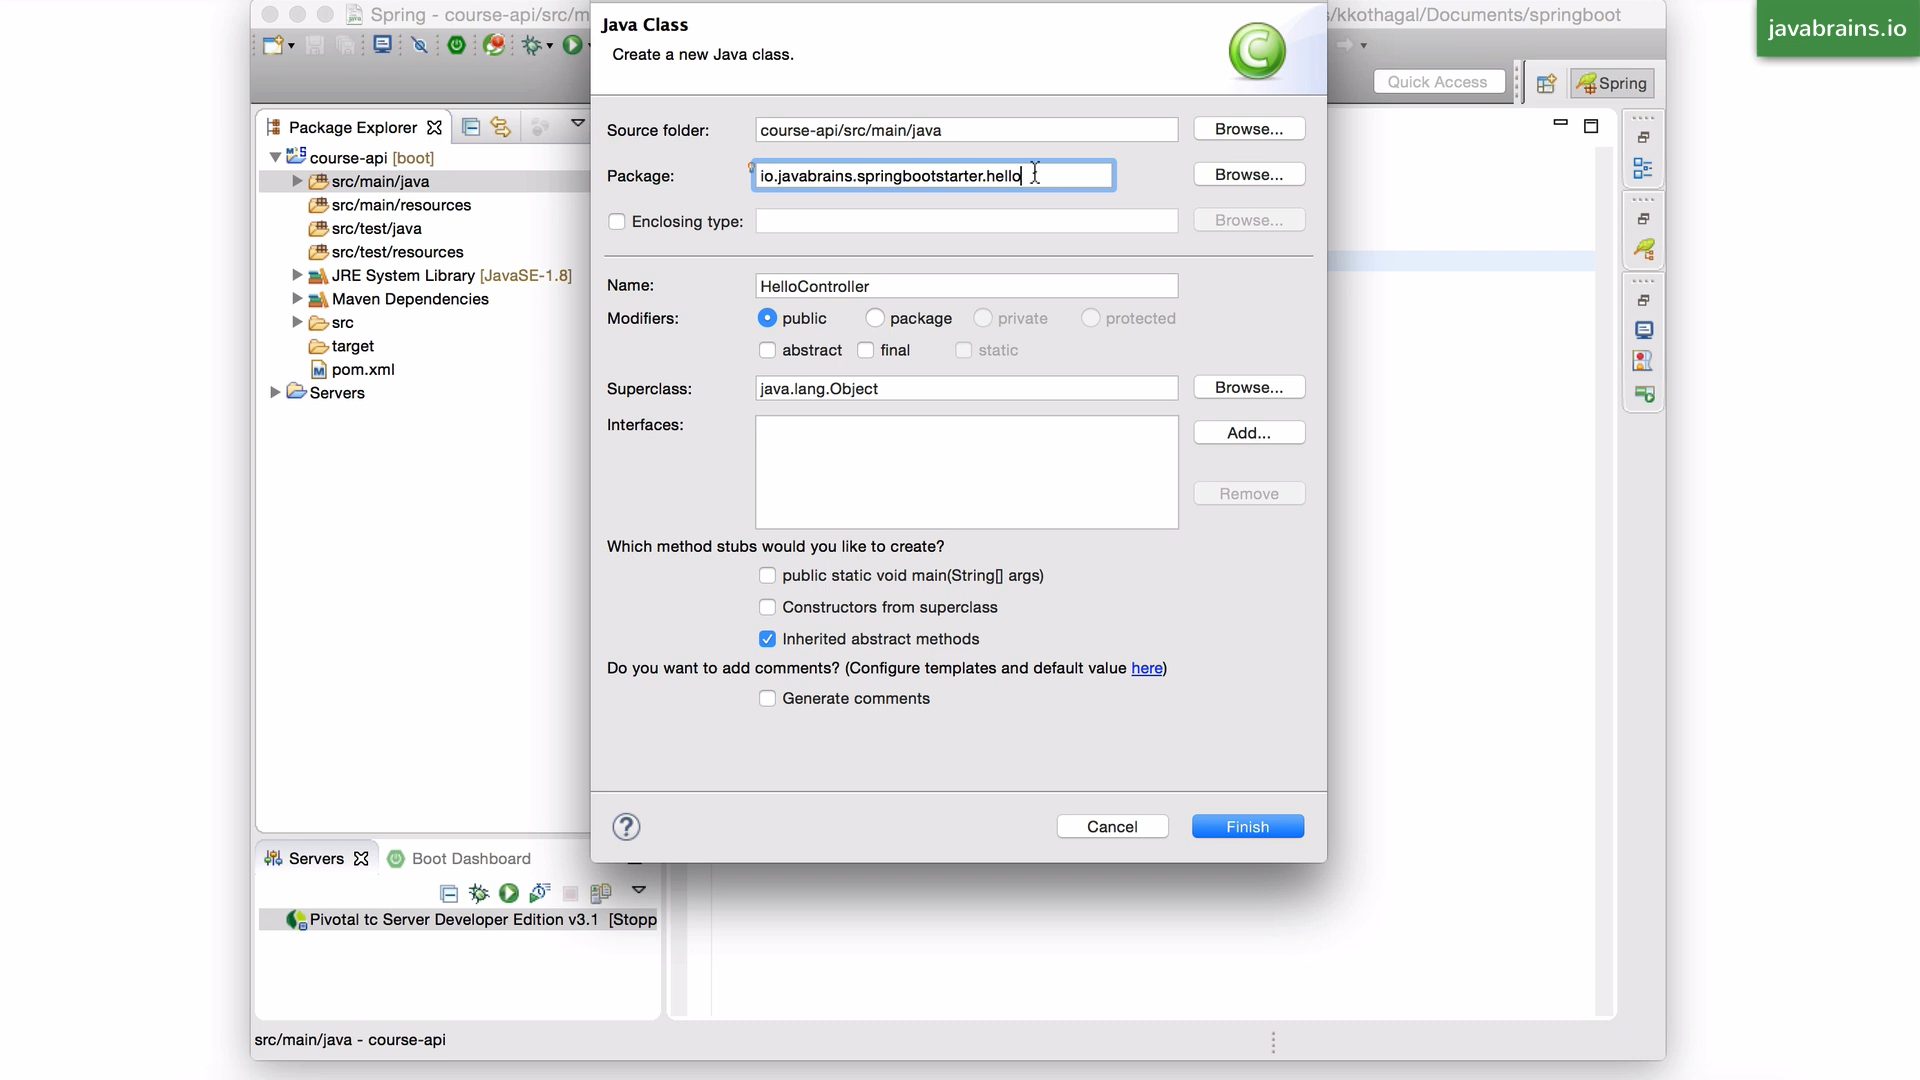 Spring - course-api/src/m
/kkothagal/Documents/springboot
javabrains.io
Quick Access
Spring
Package Explorer
course-api [boot]
src/main/java
src/main/resources
src/test/java
src/test/resources
JRE System Library [JavaSE-1.8]
Maven Dependencies
src
target
pom.xml
Servers
Java Class
Create a new Java class.
Source folder:
course-api/src/main/java
Browse...
Package:
io.javabrains.springbootstarter.hello
Browse...
Enclosing type:
Browse...
Name:
HelloController
Modifiers:
public
package
private
protected
abstract
final
static
Superclass:
java.lang.Object
Browse...
Interfaces:
Add...
Remove
Which method stubs would you like to create?
public static void main(String[] args)
Constructors from superclass
Inherited abstract methods
Do you want to add comments? (Configure templates and default value here)
Generate comments
?
Cancel
Finish
Servers
Boot Dashboard
Pivotal tc Server Developer Edition v3.1 [Stopp
src/main/java - course-api